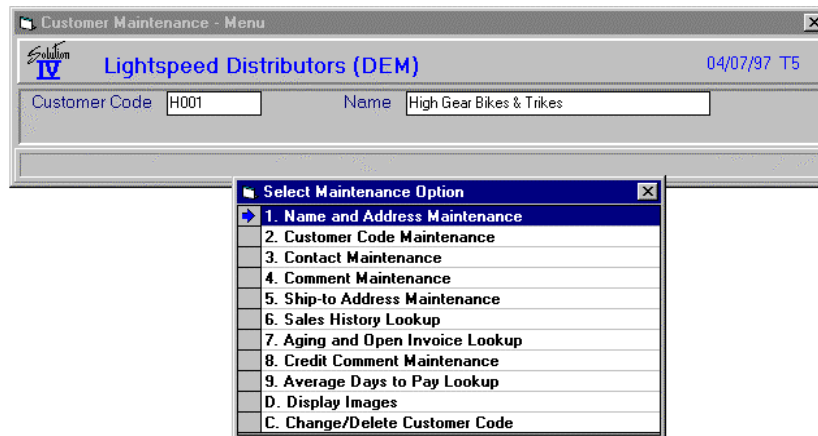 Customer Maintenance - Menu
Solution
IV
Lightspeed Distributors (DEM)
04/07/97 T5
Customer Code H001 Name High Gear Bikes & Trikes
Select Maintenance Option
1. Name and Address Maintenance
2. Customer Code Maintenance
3. Contact Maintenance
4. Comment Maintenance
5. Ship-to Address Maintenance
6. Sales History Lookup
7. Aging and Open Invoice Lookup
8. Credit Comment Maintenance
9. Average Days to Pay Lookup
D. Display Images
C. Change/Delete Customer Code